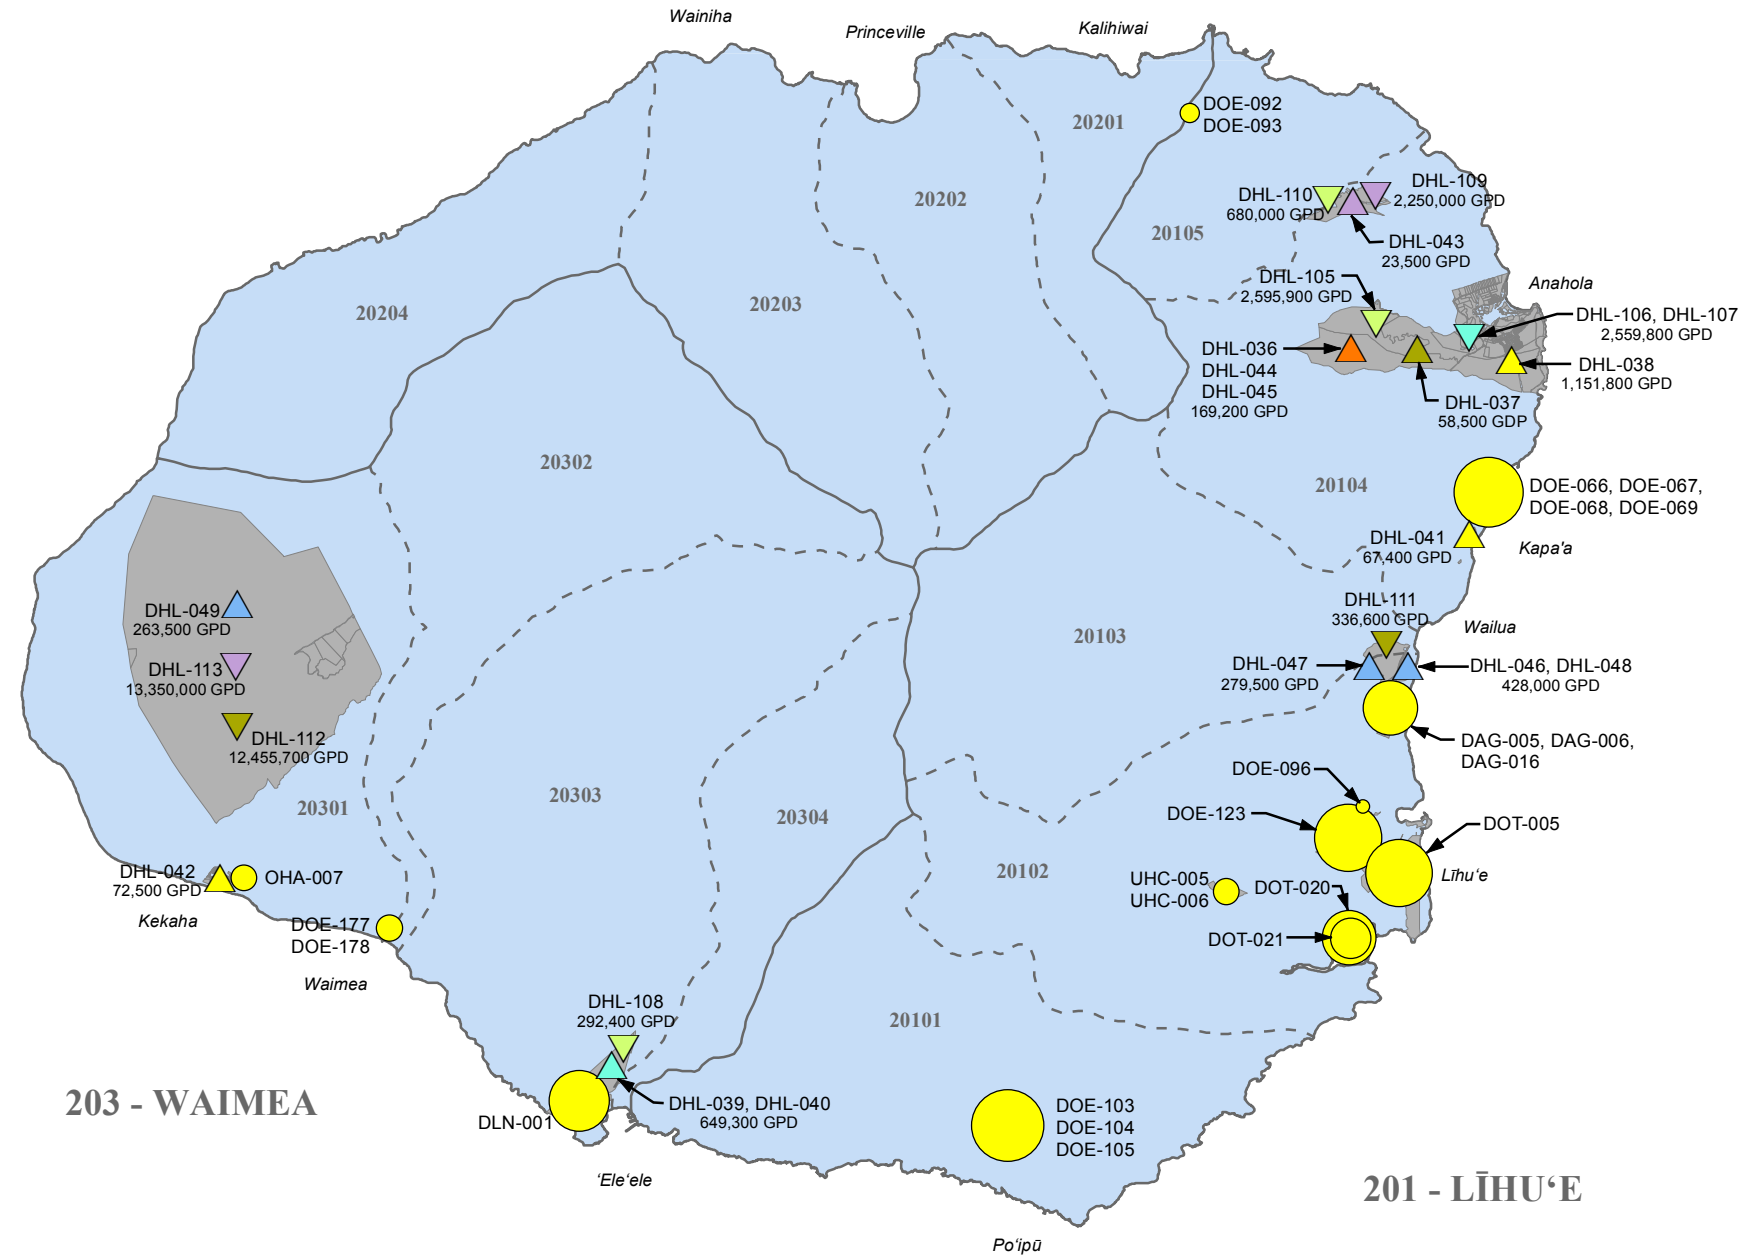 Wainiha
Princeville
Kalihiwai
DOE-092
DOE-093
20201
20202
20105
DHL-110
680,000 GPD
DHL-109
2,250,000 GPD
DHL-043
23,500 GPD
DHL-105
2,595,900 GPD
Anahola
DHL-106, DHL-107
2,559,800 GPD
DHL-036
DHL-044
DHL-045
169,200 GPD
DHL-038
1,151,800 GPD
DHL-037
58,500 GDP
20203
20204
20302
20104
DOE-066, DOE-067,
DOE-068, DOE-069
DHL-041
67,400 GPD
Kapa'a
DHL-111
336,600 GPD
Wailua
20103
DHL-047
279,500 GPD
DHL-046, DHL-048
428,000 GPD
DAG-005, DAG-006,
DAG-016
DHL-049
263,500 GPD
DHL-113
13,350,000 GPD
DHL-112
12,455,700 GPD
20301
20303
20304
DOE-096
DOE-123
DOT-005
Līhu‘e
20102
UHC-005
UHC-006
DOT-020
DOT-021
DHL-042
72,500 GPD
OHA-007
Kekaha
DOE-177
DOE-178
Waimea
DHL-108
292,400 GPD
20101
DLN-001
DHL-039, DHL-040
649,300 GPD
DOE-103
DOE-104
DOE-105
‘Ele‘ele
Po‘ipū
203 - WAIMEA
201 - LĪHU‘E